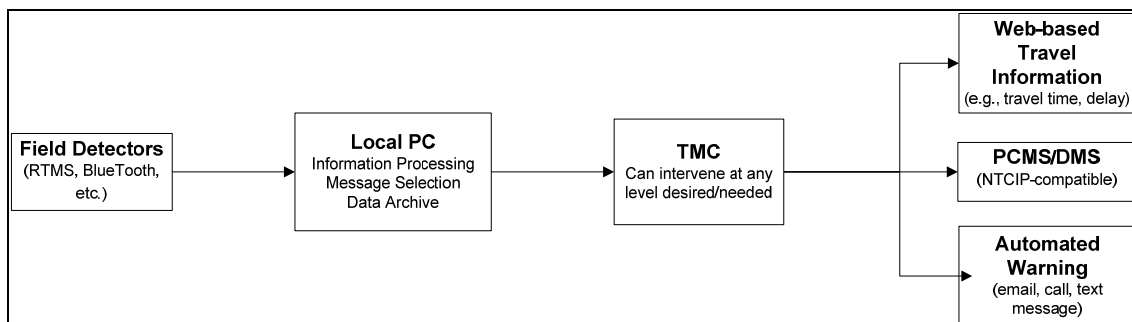 Field Detectors
(RTMS, BlueTooth,
etc.)
Local PC
Information Processing
Message Selection
Data Archive
TMC
Can intervene at any
level desired/needed
Web-based
Travel
Information
(e.g., travel time, delay)
PCMS/DMS
(NTCIP-compatible)
Automated
Warning
(email, call, text
message)